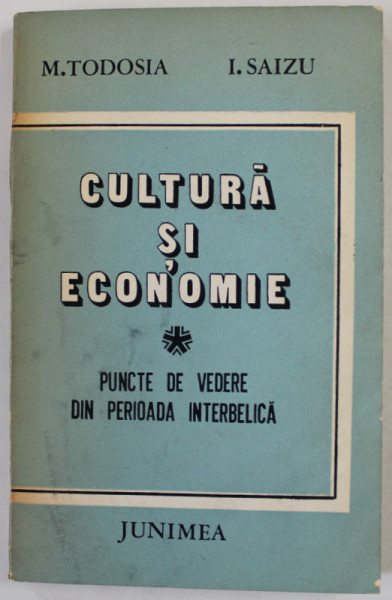 M.TODOSIA I. SAIZU
CULTURĂ
ȘI
ECONOMIE
PUNCTE DE VEDERE
DIN PERIOADA INTERBELICĂ
JUNIMEA